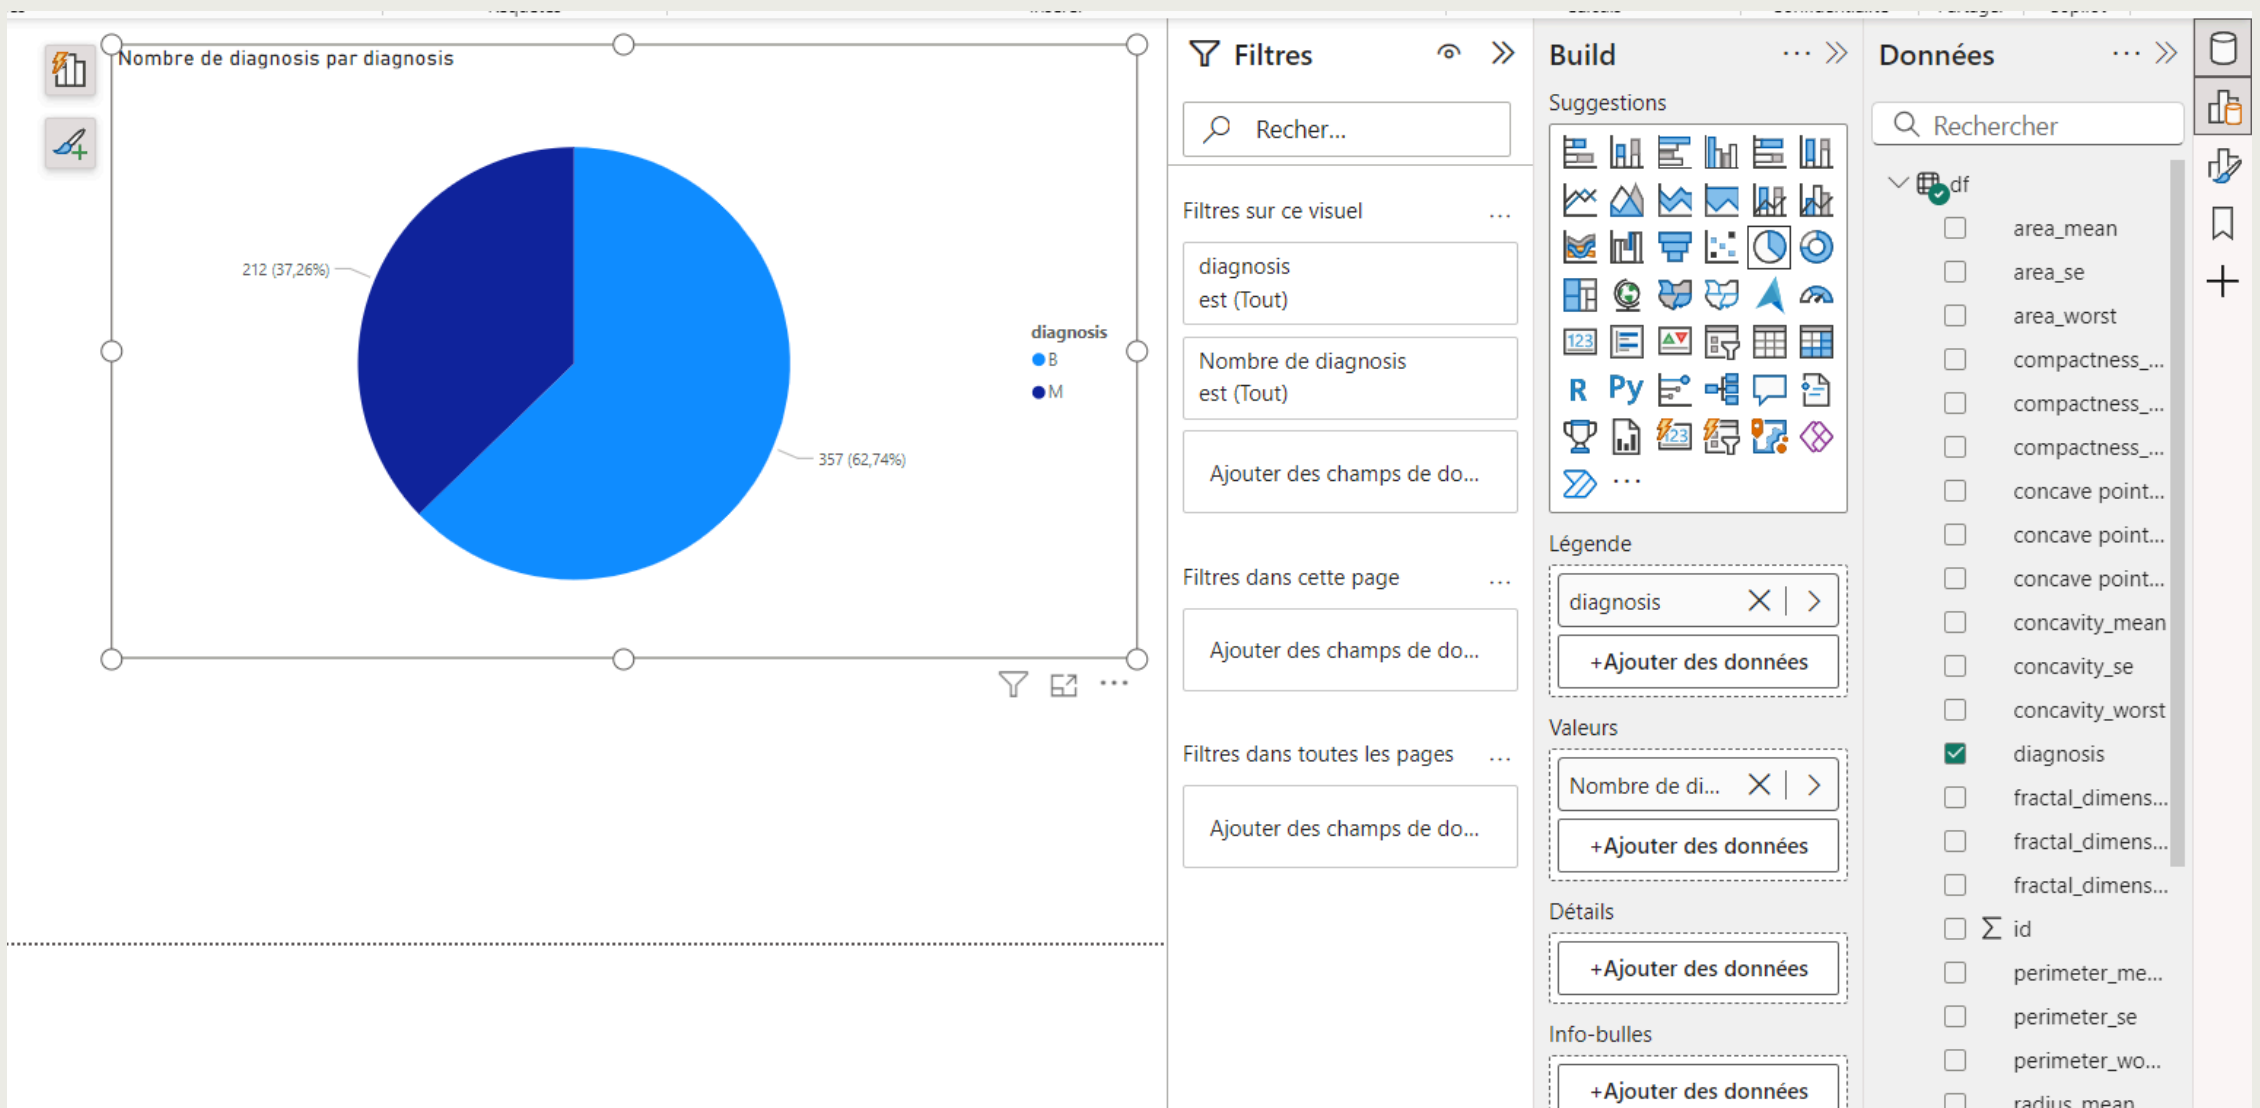 Nombre de diagnosis par diagnosis
212 (37,26%)
357 (62,74%)
diagnosis
B
M
Filtres
Recher...
Filtres sur ce visuel
...
diagnosis
est (Tout)
Nombre de diagnosis
est (Tout)
Ajouter des champs de do...
Filtres dans cette page
...
Ajouter des champs de do...
Filtres dans toutes les pages
...
Ajouter des champs de do...
Build
Suggestions
123
R
Py
123
Légende
diagnosis
+Ajouter des données
Valeurs
Nombre de di...
+Ajouter des données
Détails
+Ajouter des données
Info-bulles
+Ajouter des données
Données
Rechercher
df
area_mean
area_se
area_worst
compactness_...
compactness_...
compactness_...
concave point...
concave point...
concave point...
concavity_mean
concavity_se
concavity_worst
diagnosis
fractal_dimens...
fractal_dimens...
fractal_dimens...
Σ id
perimeter_me...
perimeter_se
perimeter_wo...
radius_mean